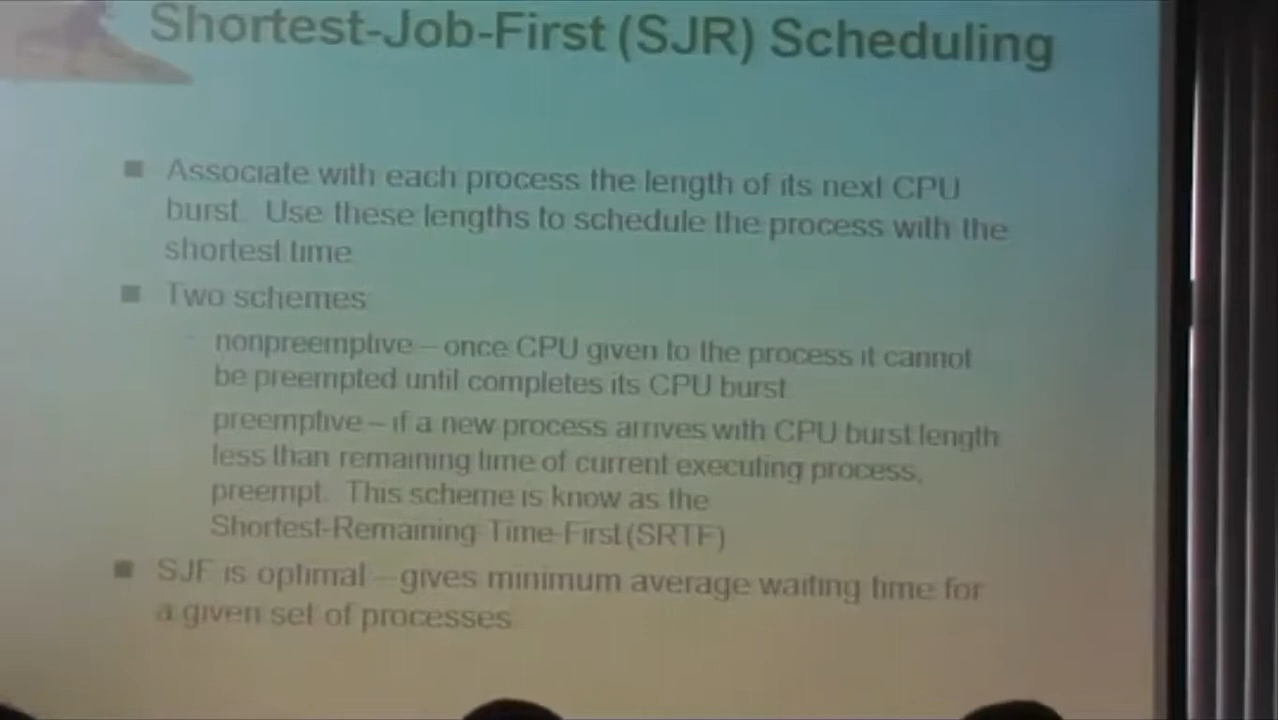 Shortest-Job-First (SJR) Scheduling
Associate with each process the length of its next CPU
burst. Use these lengths to schedule the process with the
shortest time
Two schemes
nonpreemptive – once CPU given to the process it cannot
be preempted until completes its CPU burst
preemptive – if a new process arrives with CPU burst length
less than remaining time of current executing process,
preempt. This scheme is know as the
Shortest-Remaining-Time-First (SRTF)
SJF is optimal – gives minimum average waiting time for
a given set of processes